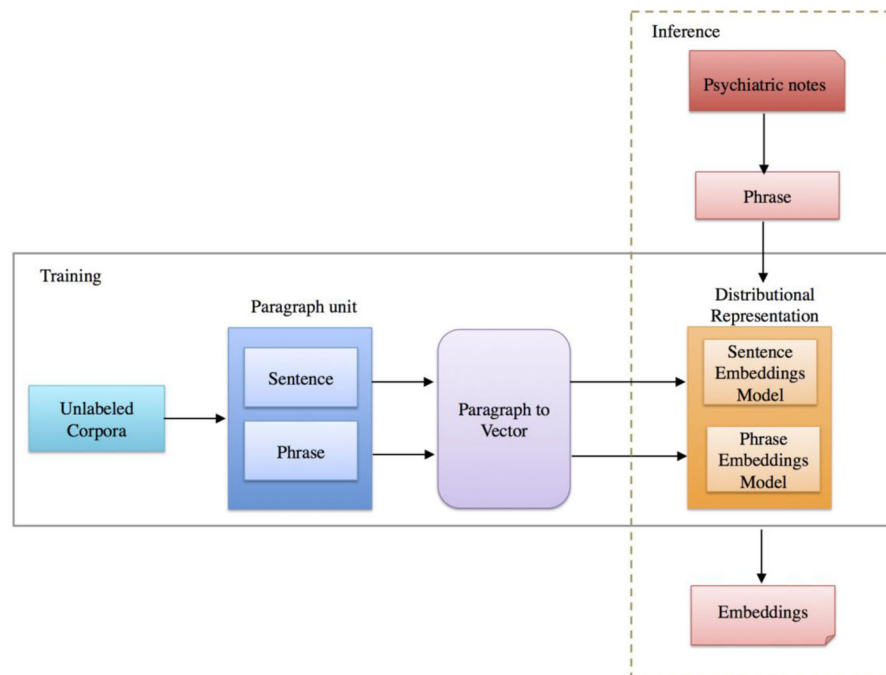 Inference
Psychiatric notes
Phrase
Training
Paragraph unit
Distributional
Representation
Unlabeled
Corpora
Sentence
Phrase
Paragraph to
Vector
Sentence
Embeddings
Model
Phrase
Embeddings
Model
Embeddings